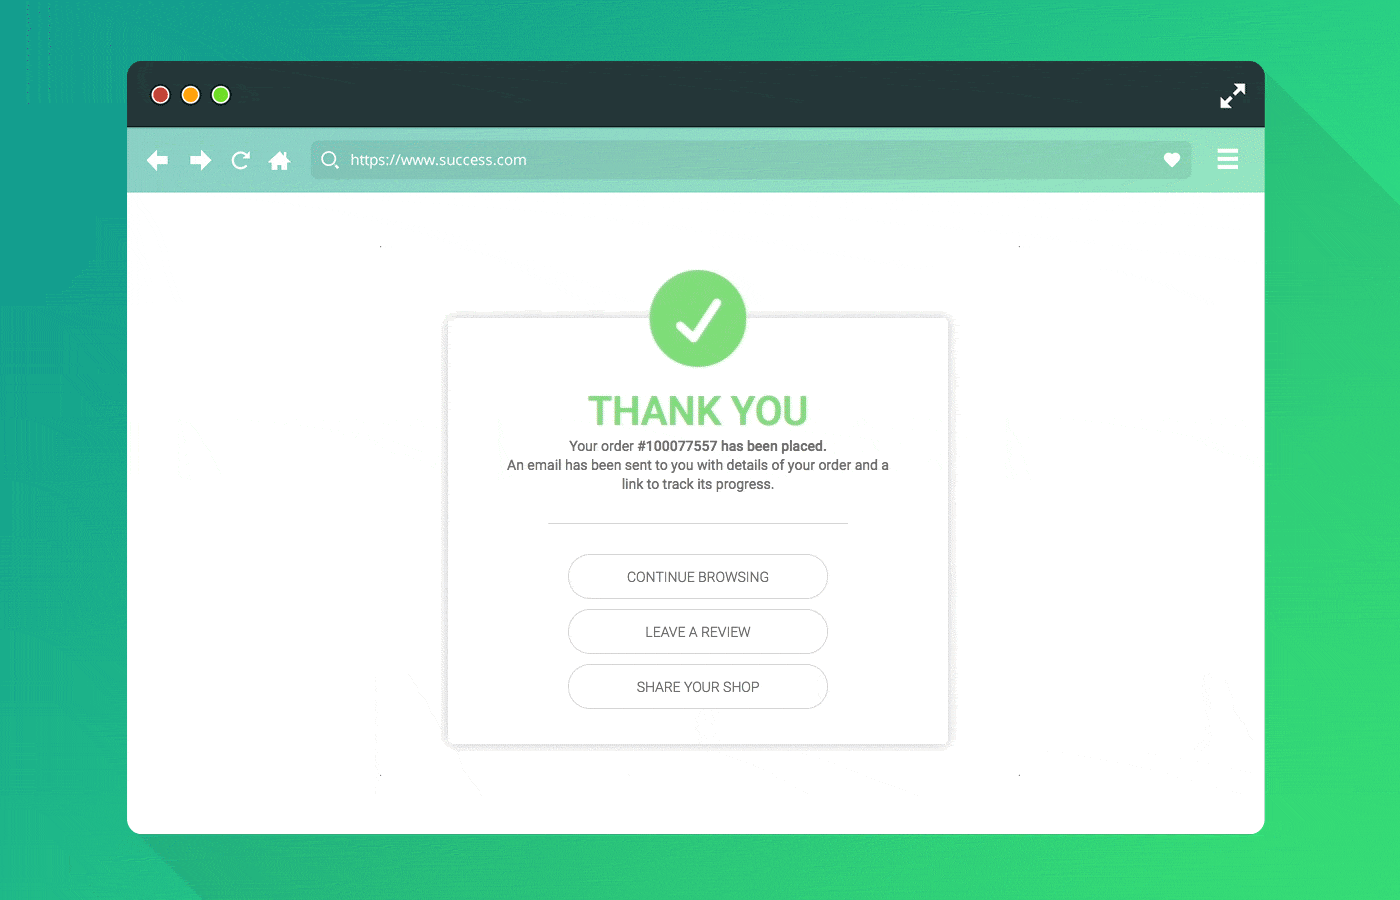 https://www.success.com
THANK YOU
Your order #100077557 has been placed.
An email has been sent to you with details of your order and a
link to track its progress.
CONTINUE BROWSING
LEAVE A REVIEW
SHARE YOUR SHOP